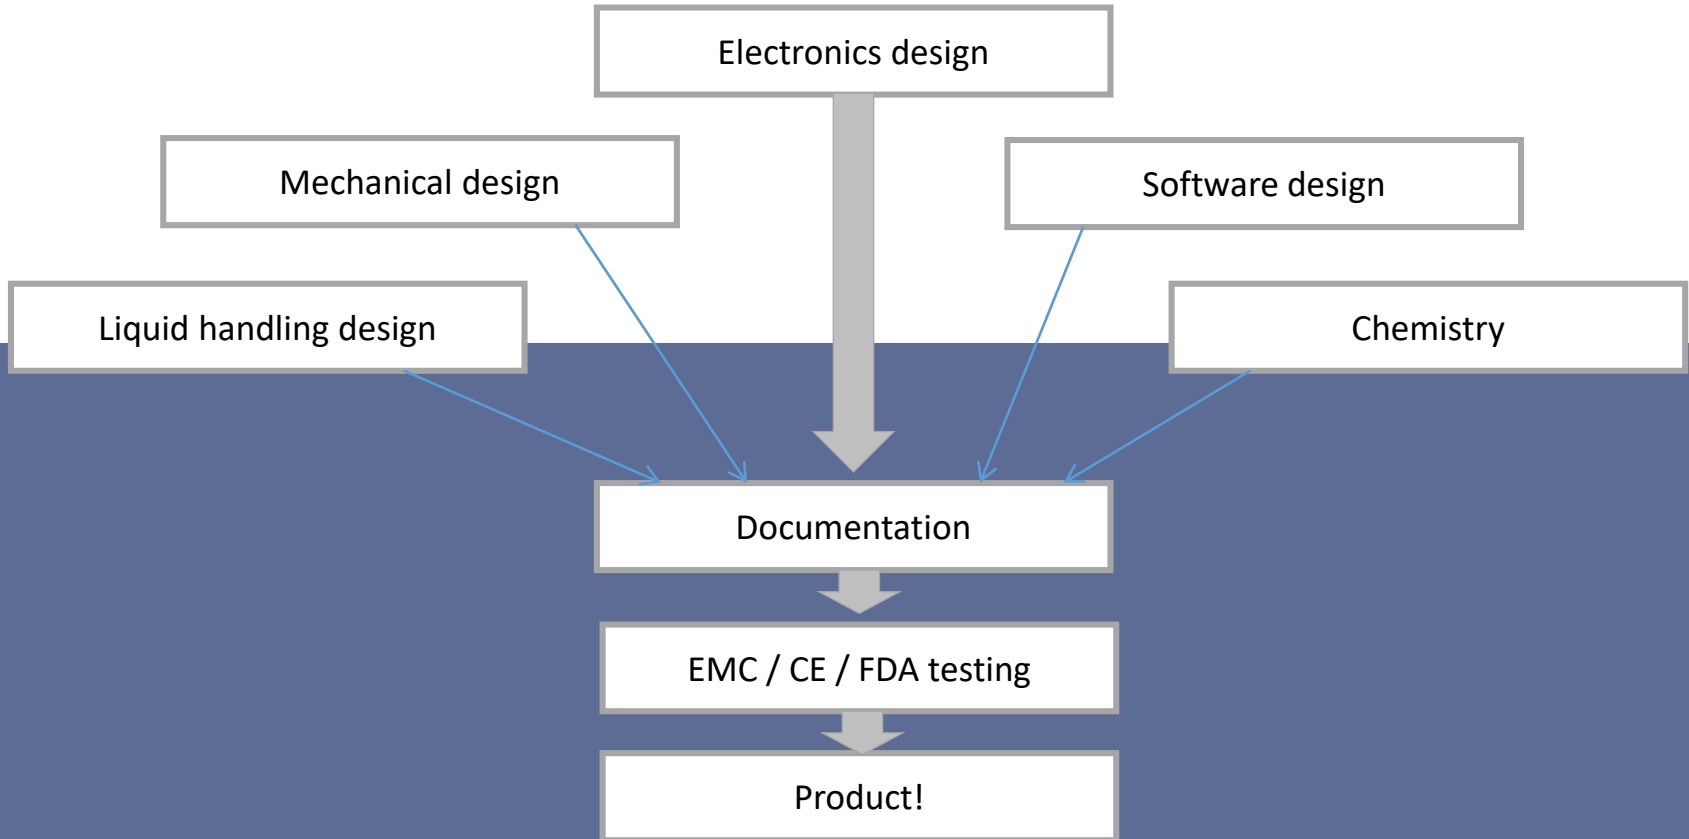 Electronics design
Mechanical design
Software design
Liquid handling design
Chemistry
Documentation
EMC / CE / FDA testing
Product!